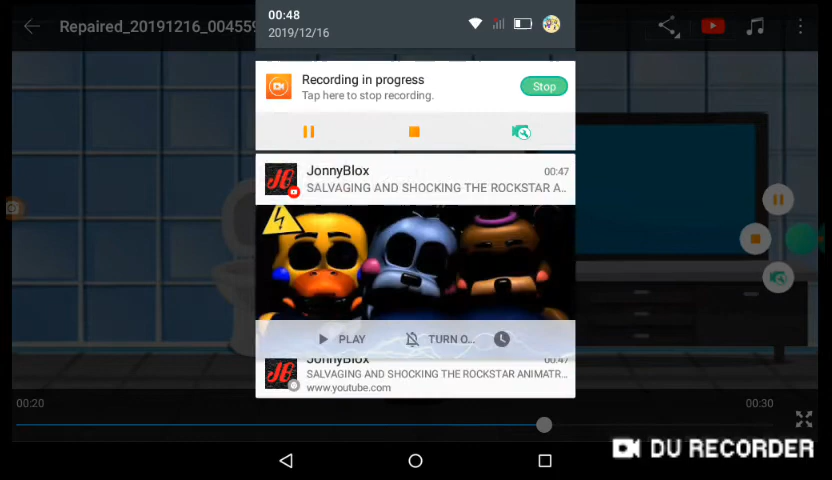 00:48
2019/12/16
Repaired_20191216_004559
Recording in progress
Tap here to stop recording.
Stop
JonnyBlox
00:47
SALVAGING AND SHOCKING THE ROCKSTAR A..
PLAY
TURN O...
JonnyBlox
00:47
SALVAGING AND SHOCKING THE ROCKSTAR ANIMATR...
www.youtube.com
00:20
00:30
DU RECORDER